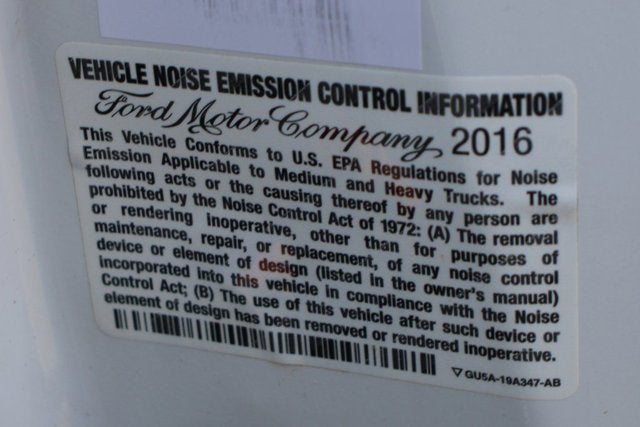 VEHICLE NOISE EMISSION CONTROL INFORMATION
Ford Motor Company 2016
This Vehicle Conforms to U.S. EPA Regulations for Noise
Emission Applicable to Medium and Heavy Trucks. The
following acts or the causing thereof by any person are
prohibited by the Noise Control Act of 1972: (A) The removal
or rendering inoperative, other than for purposes of
maintenance, repair, or replacement, of any noise control
device or element of design (listed in the owner's manual)
incorporated into this vehicle in compliance with the Noise
Control Act; (B) The use of this vehicle after such device or
element of design has been removed or rendered inoperative.
GU5A-19A347-AB